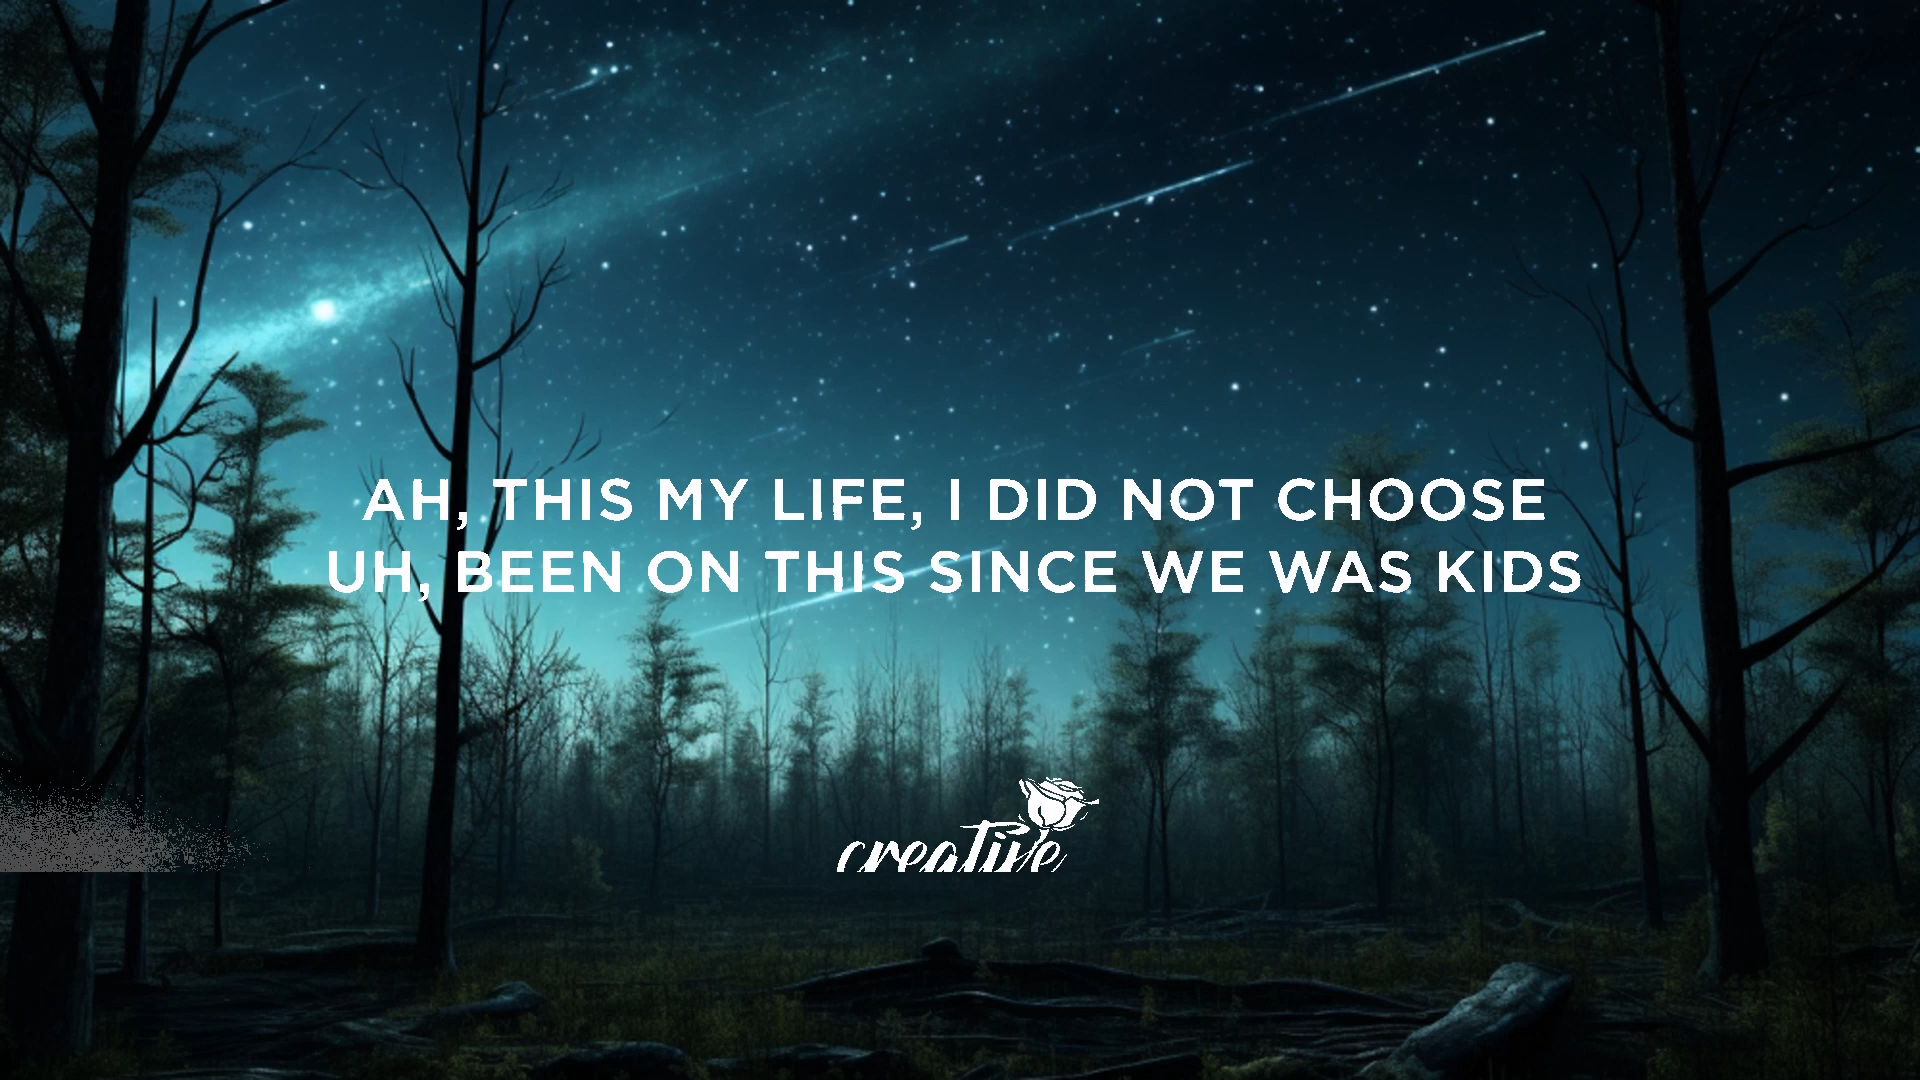 AH, THIS MY LIFE, I DID NOT CHOOSE
UH, BEEN ON THIS SINCE WE WAS KIDS
creative